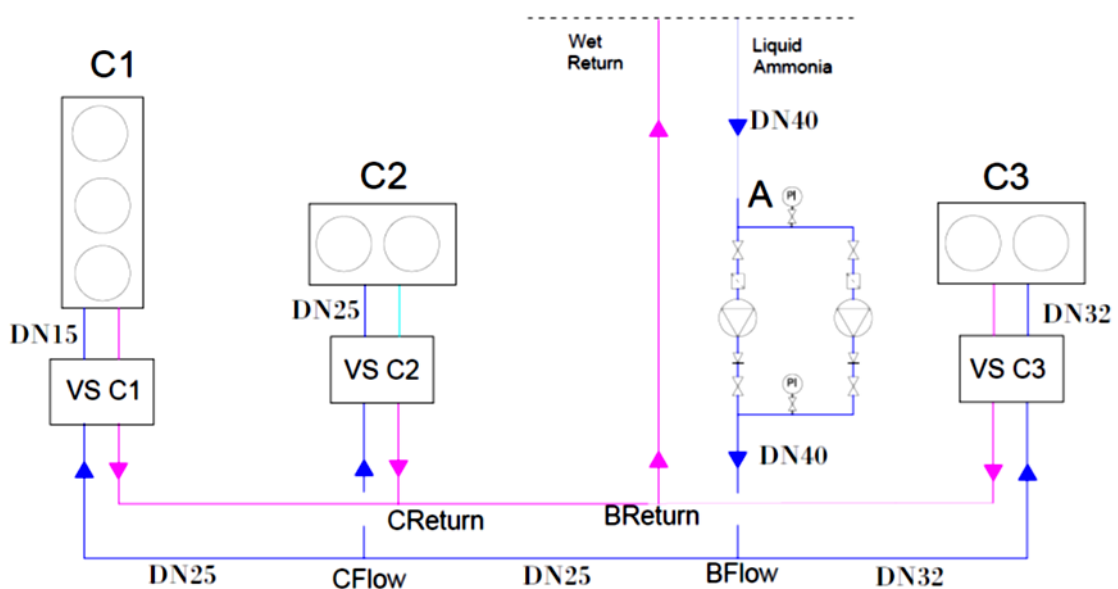 C1
Wet
Return
Liquid
Ammonia
DN40
C2
A
PI
C3
DN15
DN25
DN32
VS C1
VS C2
VS C3
PI
DN40
CReturn
BReturn
DN25
CFlow
DN25
BFlow
DN32